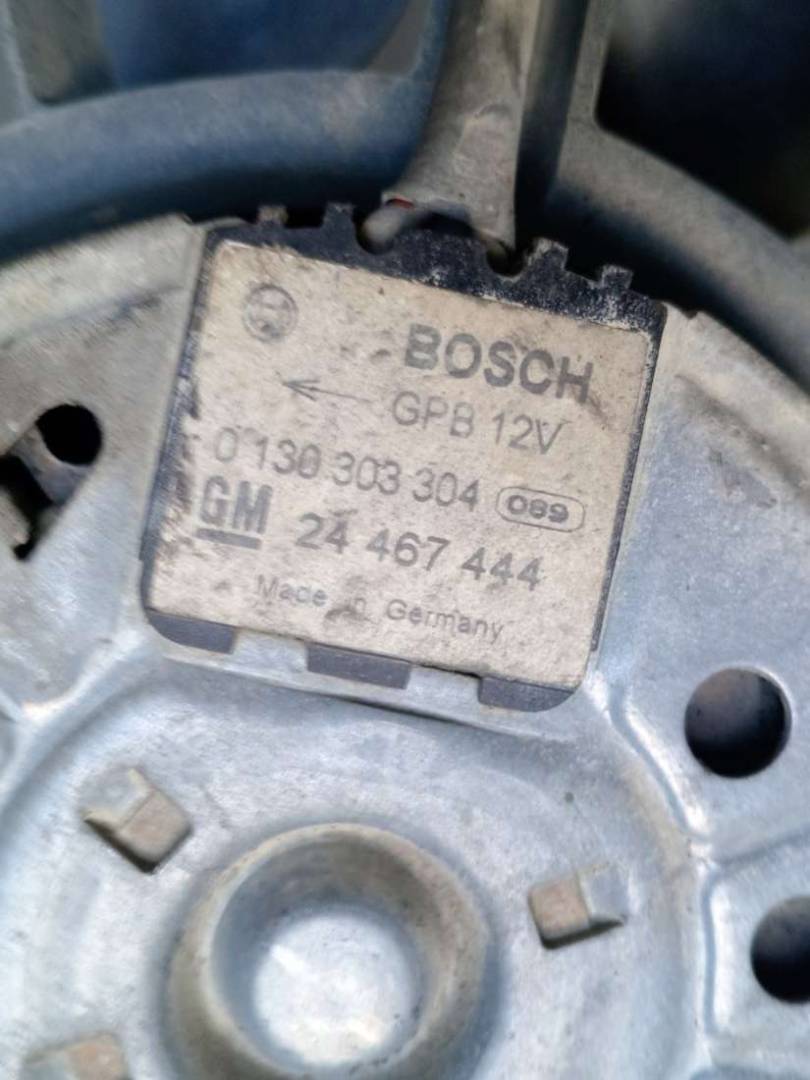 BOSCH
GPB 12V
0 130 303 304 089
GM 24 467 444
Made in Germany